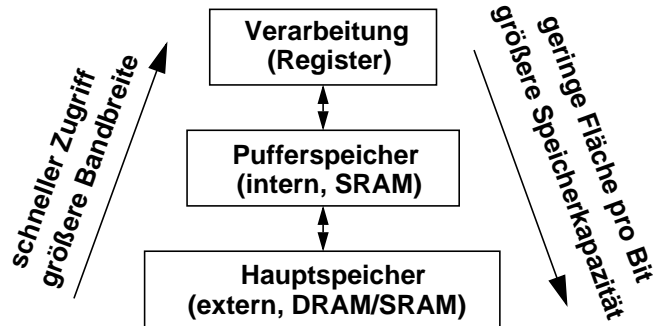 Verarbeitung
(Register)
schneller Zugriff
größere Bandbreite
geringe Fläche pro Bit
größere Speicherkapazität
Pufferspeicher
(intern, SRAM)
Hauptspeicher
(extern, DRAM/SRAM)